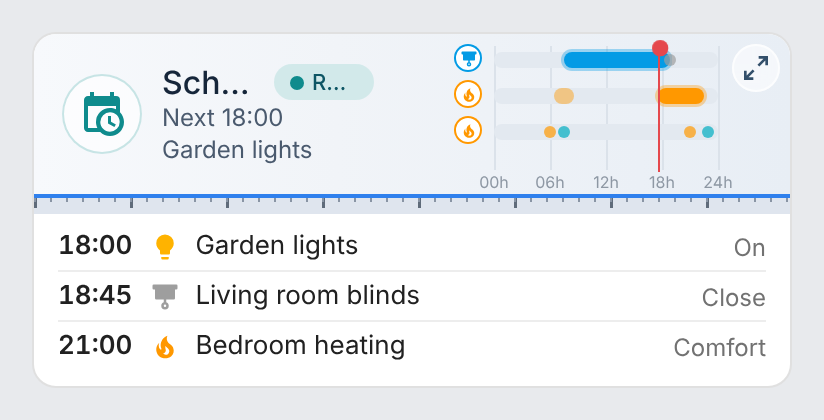 Sch...
R...
Next 18:00
Garden lights
00h 06h 12h 18h 24h
18:00 Garden lights On
18:45 Living room blinds Close
21:00 Bedroom heating Comfort